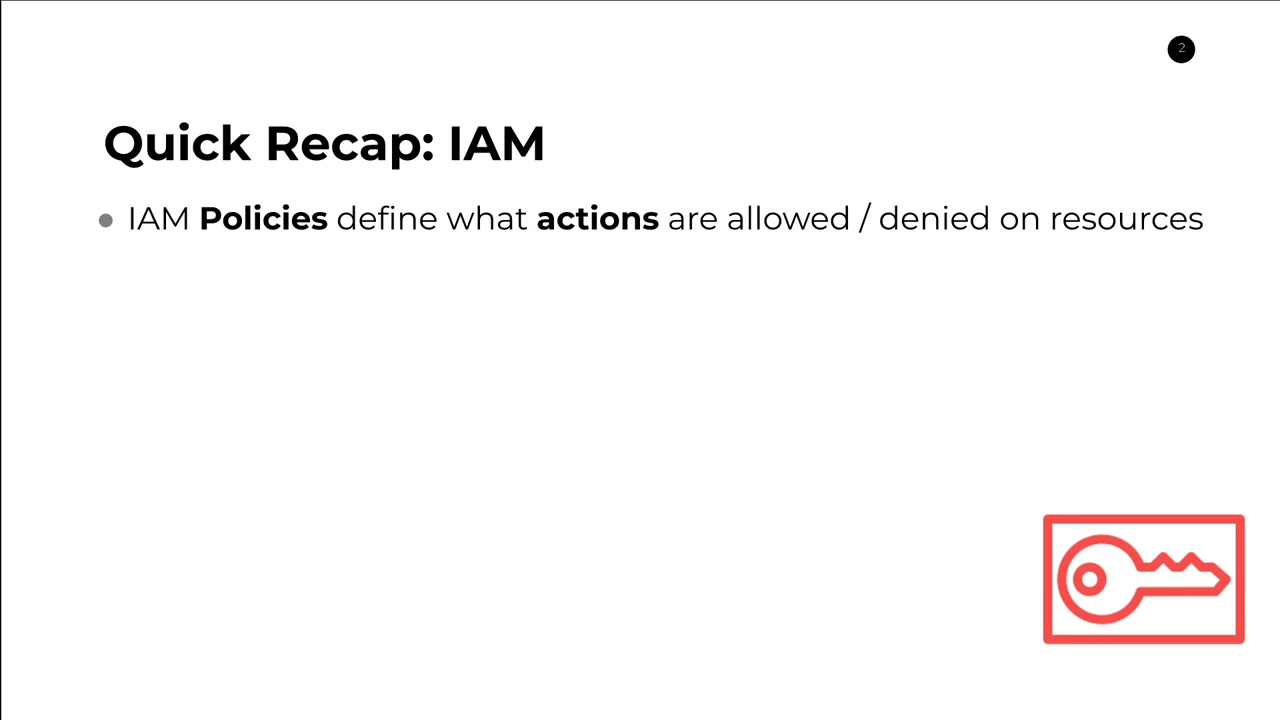 2
Quick Recap: IAM
● IAM Policies define what actions are allowed / denied on resources